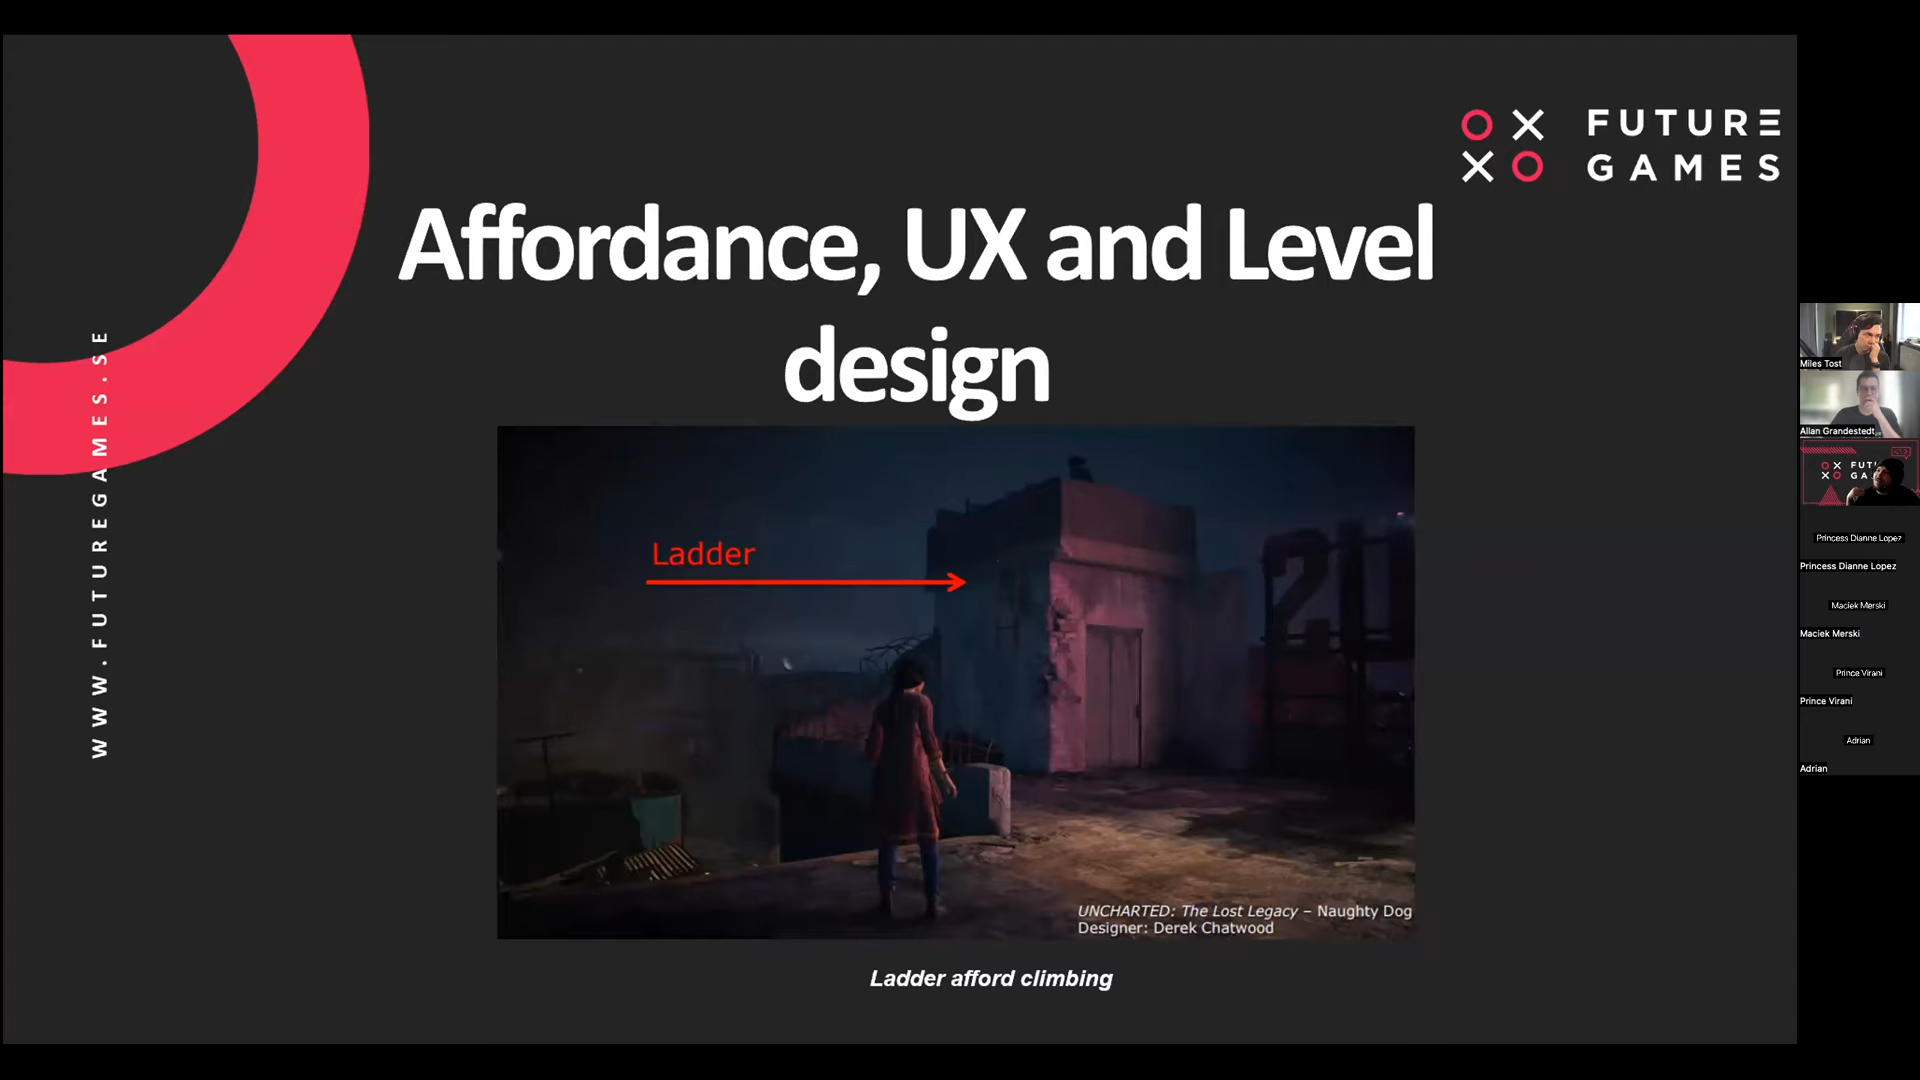 FUTURE
GAMES
Affordance, UX and Level
design
WWW.FUTUREGAMES.SE
Ladder
UNCHARTED: The Lost Legacy – Naughty Dog
Designer: Derek Chatwood
Ladder afford climbing
Miles Tost
Allan Grandestedt
Princess Dianne Lopez
Princess Dianne Lopez
Maciek Merski
Maciek Merski
Prince Virani
Prince Virani
Adrian
Adrian